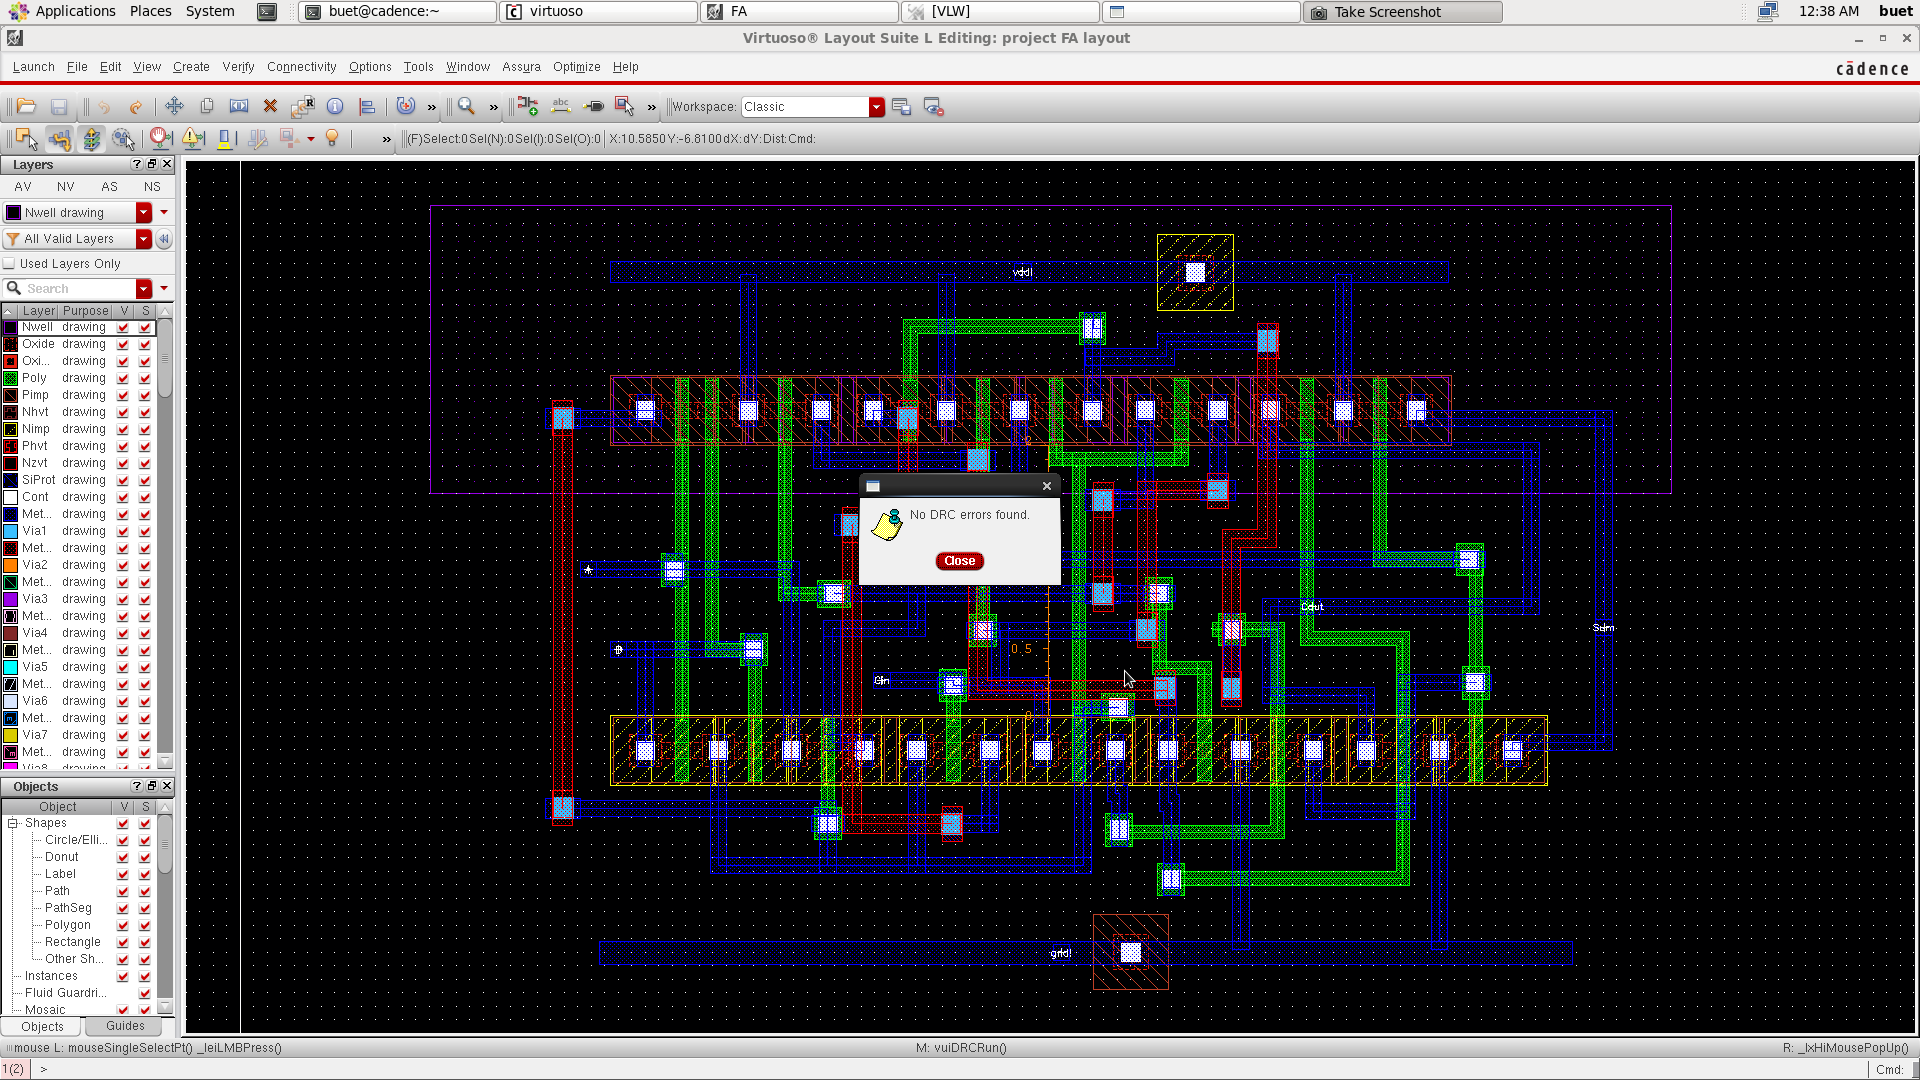 Applications Places System
buet@cadence:~
virtuoso
FA
[VLW]
Take Screenshot
12:38 AM buet
Virtuoso® Layout Suite L Editing: project FA layout
Launch File Edit View Create Verify Connectivity Options Tools Window Assura Optimize Help
cādence
» » » Workspace: Classic
» (F)Select:0 Sel(N):0 Sel(I):0 Sel(O):0 X:10.5850 Y:-6.8100 dX: dY: Dist: Cmd:
Layers
AV NV AS NS
Nwell drawing
All Valid Layers
Used Layers Only
Search
Layer Purpose V S
Nwell drawing
Oxide drawing
Oxi... drawing
Poly drawing
Pimp drawing
Nhvt drawing
Nimp drawing
Phvt drawing
Nzvt drawing
SiProt drawing
Cont drawing
Met... drawing
Via1 drawing
Met... drawing
Via2 drawing
Met... drawing
Via3 drawing
Met... drawing
Via4 drawing
Met... drawing
Via5 drawing
Met... drawing
Via6 drawing
Met... drawing
Via7 drawing
Met... drawing
Via8 drawing
Objects
Object V S
Shapes
Circle/Elli...
Donut
Label
Path
PathSeg
Polygon
Rectangle
Other Sh...
Instances
Fluid Guardri...
Mosaic
Objects Guides
vdd!
No DRC errors found.
Close
A
B
Cin
0.5
0
Cout
Sum
gnd!
mouse L: mouseSingleSelectPt() _leiLMBPress()
M: vuiDRCRun()
R: _lxHiMousePopUp()
1(2) >
Cmd: